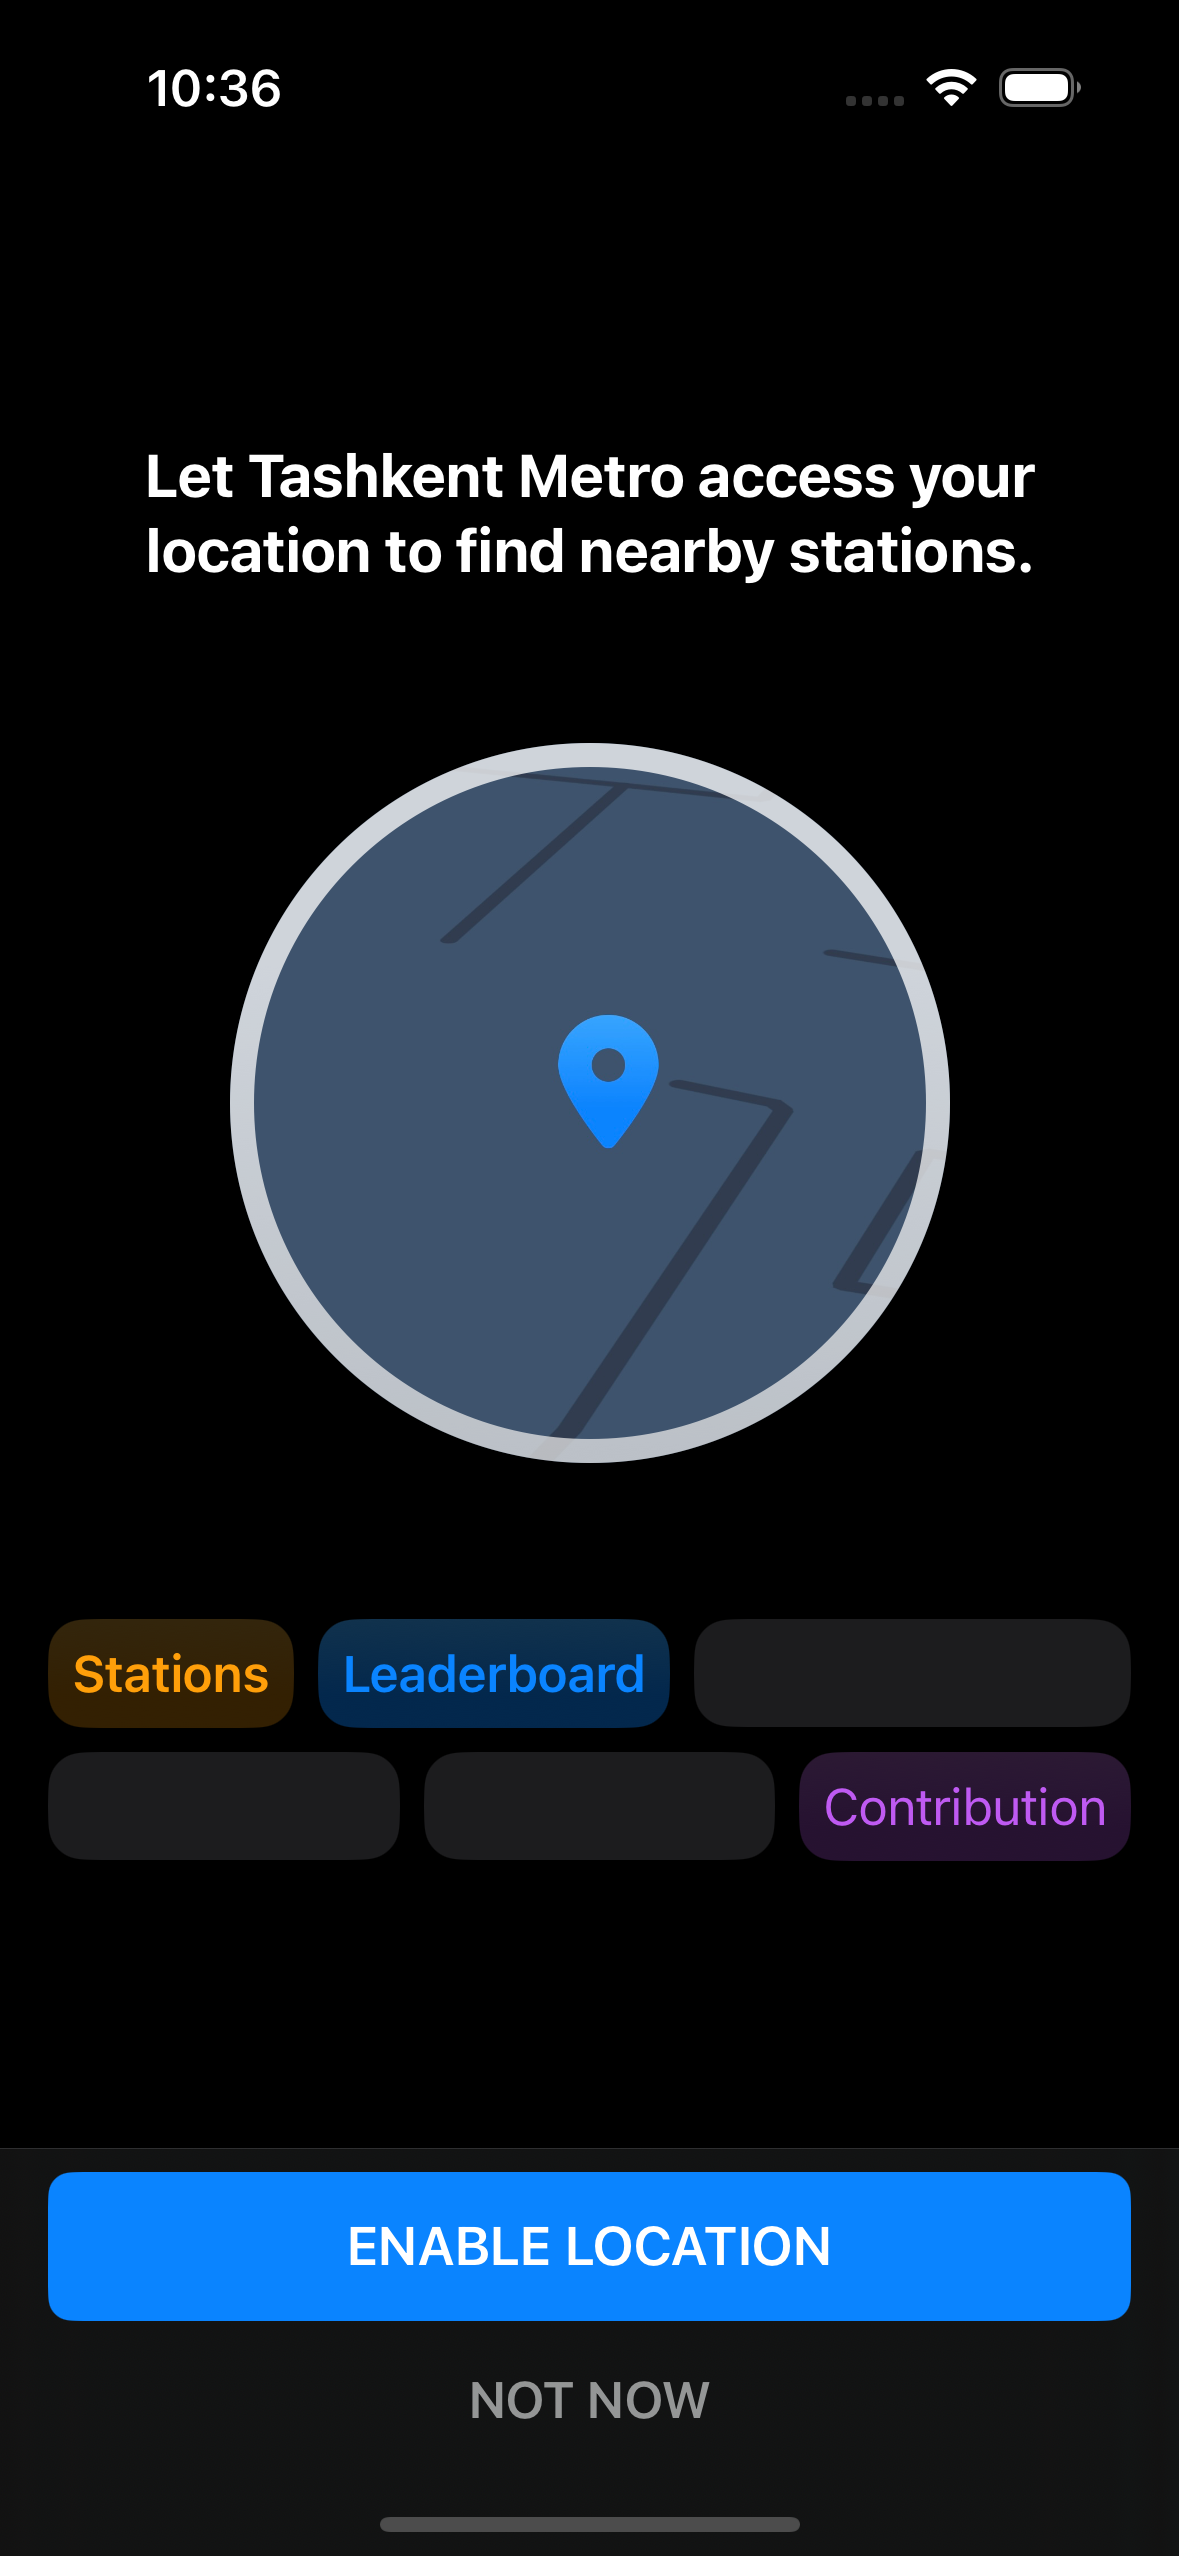 10:36
Let Tashkent Metro access your
location to find nearby stations.
Stations
Leaderboard
Contribution
ENABLE LOCATION
NOT NOW